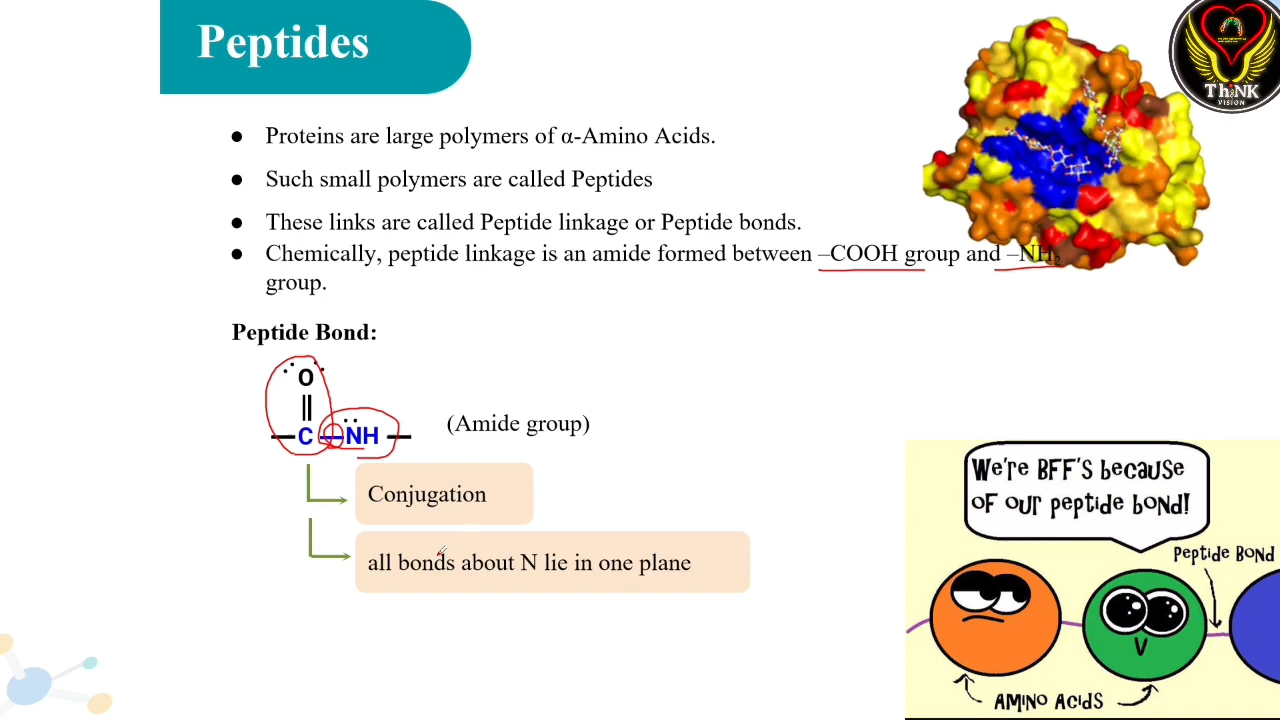 Peptides
ThiNK
VISION
● Proteins are large polymers of α-Amino Acids.
● Such small polymers are called Peptides
● These links are called Peptide linkage or Peptide bonds.
● Chemically, peptide linkage is an amide formed between –COOH group and –NH₂
group.
Peptide Bond:
O
C NH
(Amide group)
Conjugation
all bonds about N lie in one plane
We're BFF's because
of our peptide bond!
Peptide Bond
Amino Acids